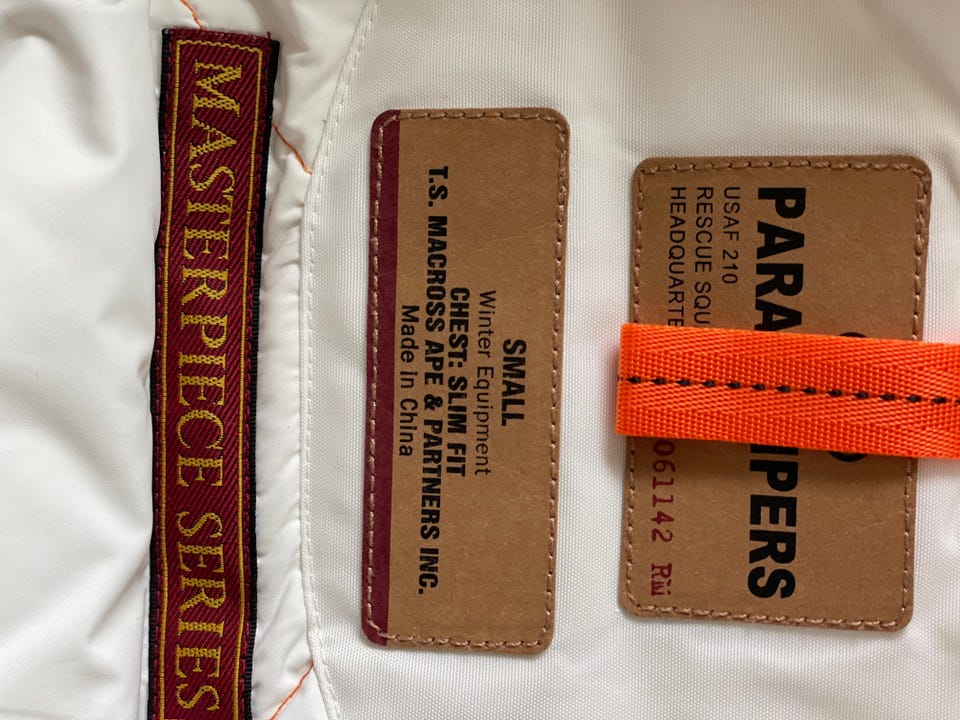 PARA PERS
USAF 210
RESCUE SQU
HEADQUARTE
061142
SMALL
Winter Equipment
CHEST: SLIM FIT
T.S. MACROSS APE & PARTNERS INC.
Made in China
MASTERPIECE SERIES